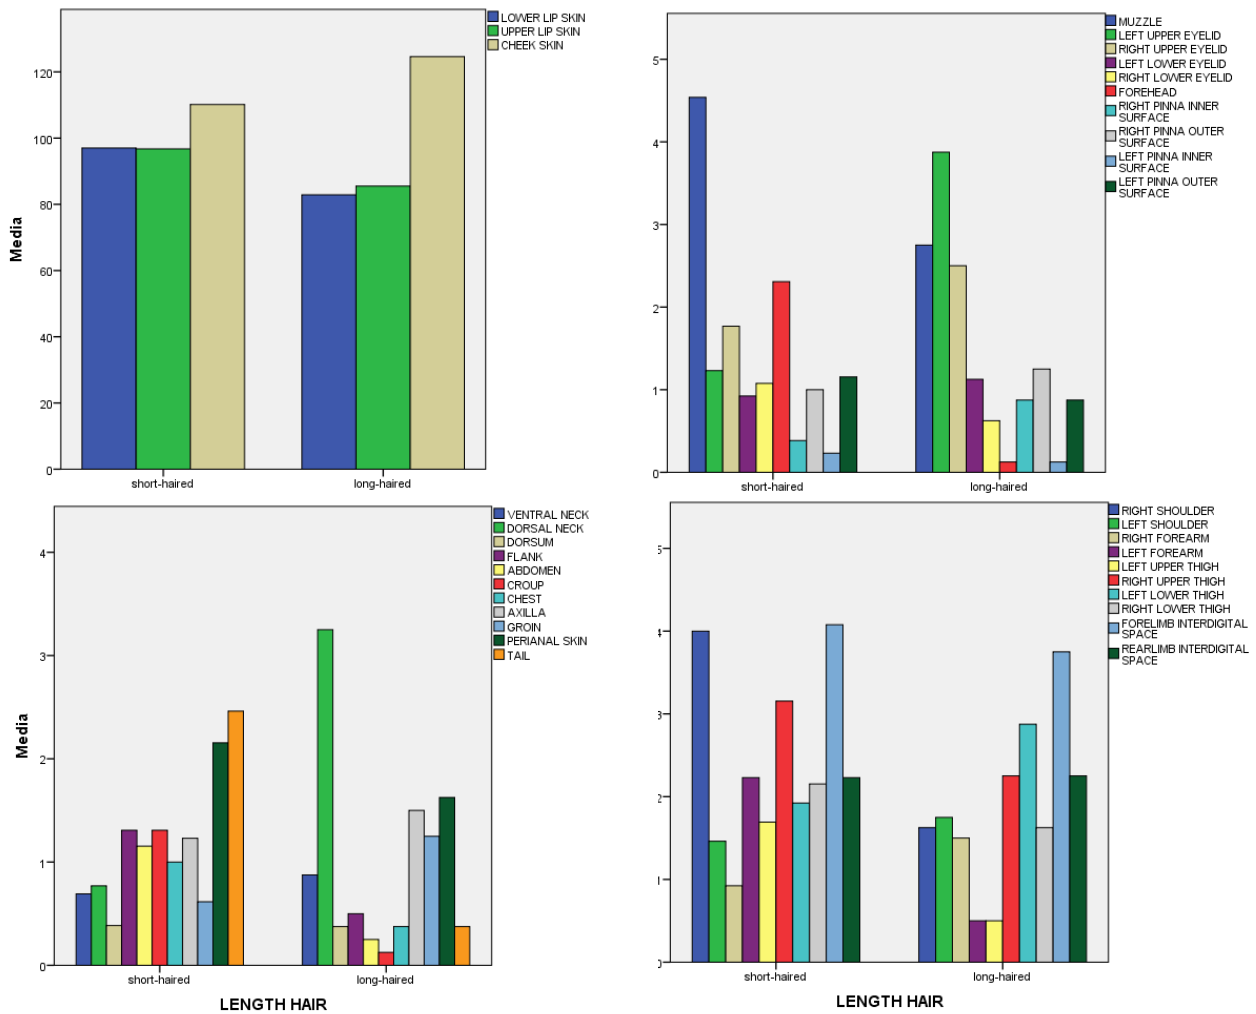 LOWER LIP SKIN
UPPER LIP SKIN
CHEEK SKIN
Media
120
100
80
60
40
20
0
short-haired
long-haired
MUZZLE
LEFT UPPER EYELID
RIGHT UPPER EYELID
LEFT LOWER EYELID
RIGHT LOWER EYELID
FOREHEAD
RIGHT PINNA INNER
SURFACE
RIGHT PINNA OUTER
SURFACE
LEFT PINNA INNER
SURFACE
LEFT PINNA OUTER
SURFACE
5
4
3
2
1
0
short-haired
long-haired
VENTRAL NECK
DORSAL NECK
DORSUM
FLANK
ABDOMEN
CROUP
CHEST
AXILLA
GROIN
PERIANAL SKIN
TAIL
Media
4
3
2
1
0
short-haired
long-haired
LENGTH HAIR
RIGHT SHOULDER
LEFT SHOULDER
RIGHT FOREARM
LEFT FOREARM
LEFT UPPER THIGH
RIGHT UPPER THIGH
LEFT LOWER THIGH
RIGHT LOWER THIGH
FORELIMB INTERDIGITAL
SPACE
REARLIMB INTERDIGITAL
SPACE
5
4
3
2
1
0
short-haired
long-haired
LENGTH HAIR